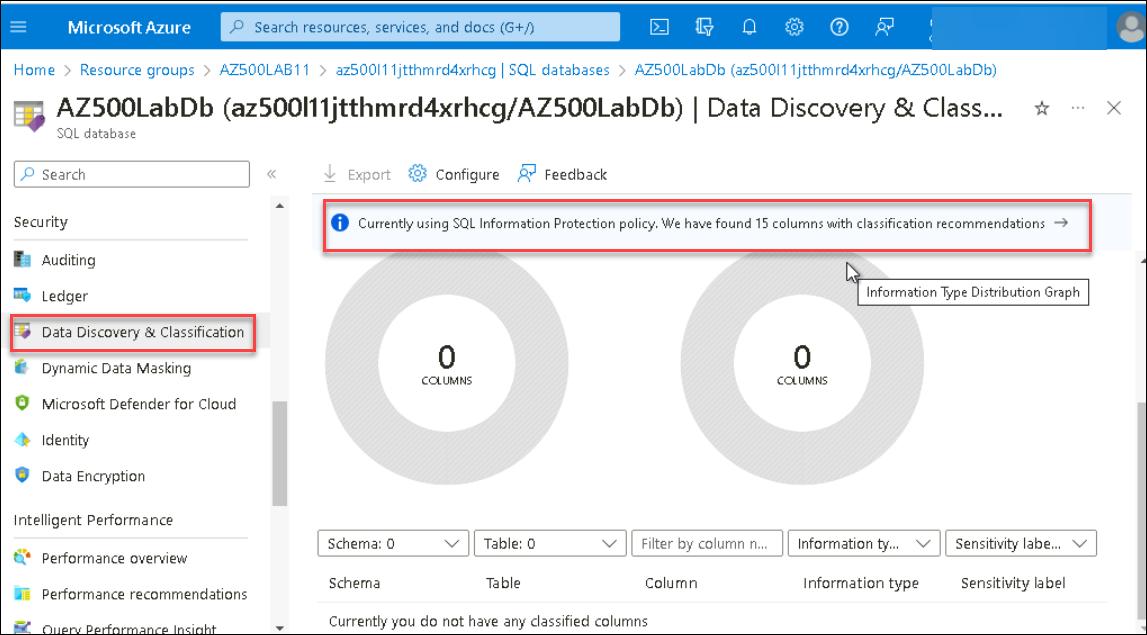 Microsoft Azure
Search resources, services, and docs (G+/)
Home > Resource groups > AZ500LAB11 > az500l11jtthmrd4xrhcg | SQL databases > AZ500LabDb (az500l11jtthmrd4xrhcg/AZ500LabDb)
AZ500LabDb (az500l11jtthmrd4xrhcg/AZ500LabDb) | Data Discovery & Class...
SQL database
Search
Export Configure Feedback
Currently using SQL Information Protection policy. We have found 15 columns with classification recommendations →
Security
Auditing
Ledger
Data Discovery & Classification
Dynamic Data Masking
Microsoft Defender for Cloud
Identity
Data Encryption
Intelligent Performance
Performance overview
Performance recommendations
Query Performance Insight
Information Type Distribution Graph
0
COLUMNS
0
COLUMNS
Schema: 0 Table: 0 Filter by column n... Information ty... Sensitivity labe...
Schema Table Column Information type Sensitivity label
Currently you do not have any classified columns